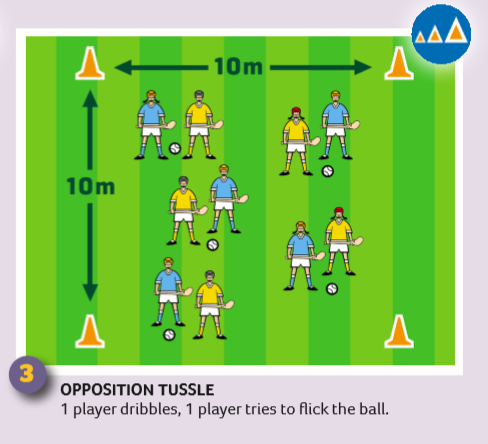 10m
10m
3
OPPOSITION TUSSLE
1 player dribbles, 1 player tries to flick the ball.